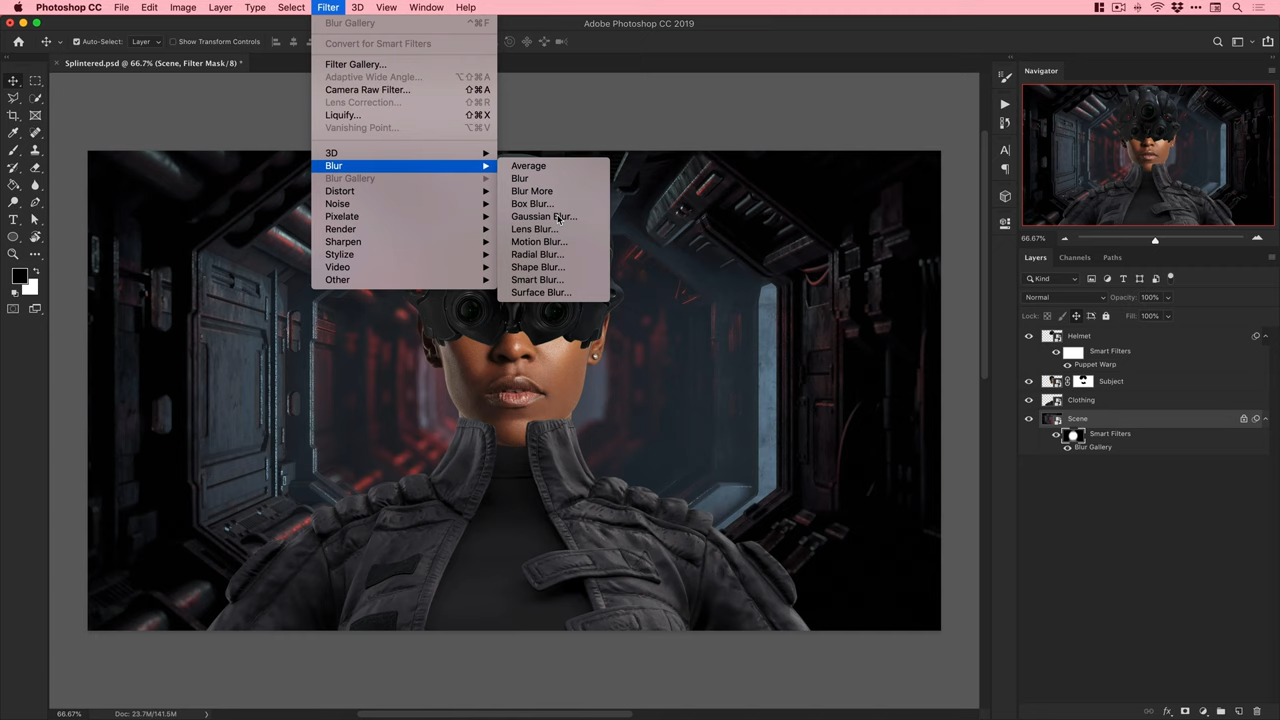 Photoshop CC File Edit Image Layer Type Select Filter 3D View Window Help
Adobe Photoshop CC 2019
Auto-Select: Layer Show Transform Controls
Splintered.psd @ 66.7% (Scene, Filter Mask/8) *
Blur Gallery ^⌘F
Convert for Smart Filters
Filter Gallery...
Adaptive Wide Angle... ⌥⇧⌘A
Camera Raw Filter... ⇧⌘A
Lens Correction... ⇧⌘R
Liquify... ⇧⌘X
Vanishing Point... ⌥⌘V
3D
Blur
Blur Gallery
Distort
Noise
Pixelate
Render
Sharpen
Stylize
Video
Other
Average
Blur
Blur More
Box Blur...
Gaussian Blur...
Lens Blur...
Motion Blur...
Radial Blur...
Shape Blur...
Smart Blur...
Surface Blur...
Navigator
66.67%
Layers Channels Paths
Kind
Normal Opacity: 100%
Lock: Fill: 100%
Helmet
Smart Filters
Puppet Warp
Subject
Clothing
Scene
Smart Filters
Blur Gallery
66.67% Doc: 23.7M/141.5M